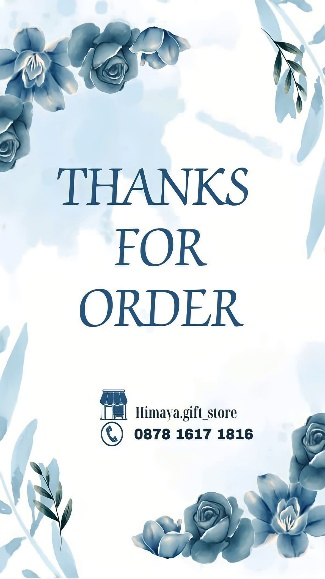 THANKS
FOR
ORDER
Himaya.gift_store
0878 1617 1816